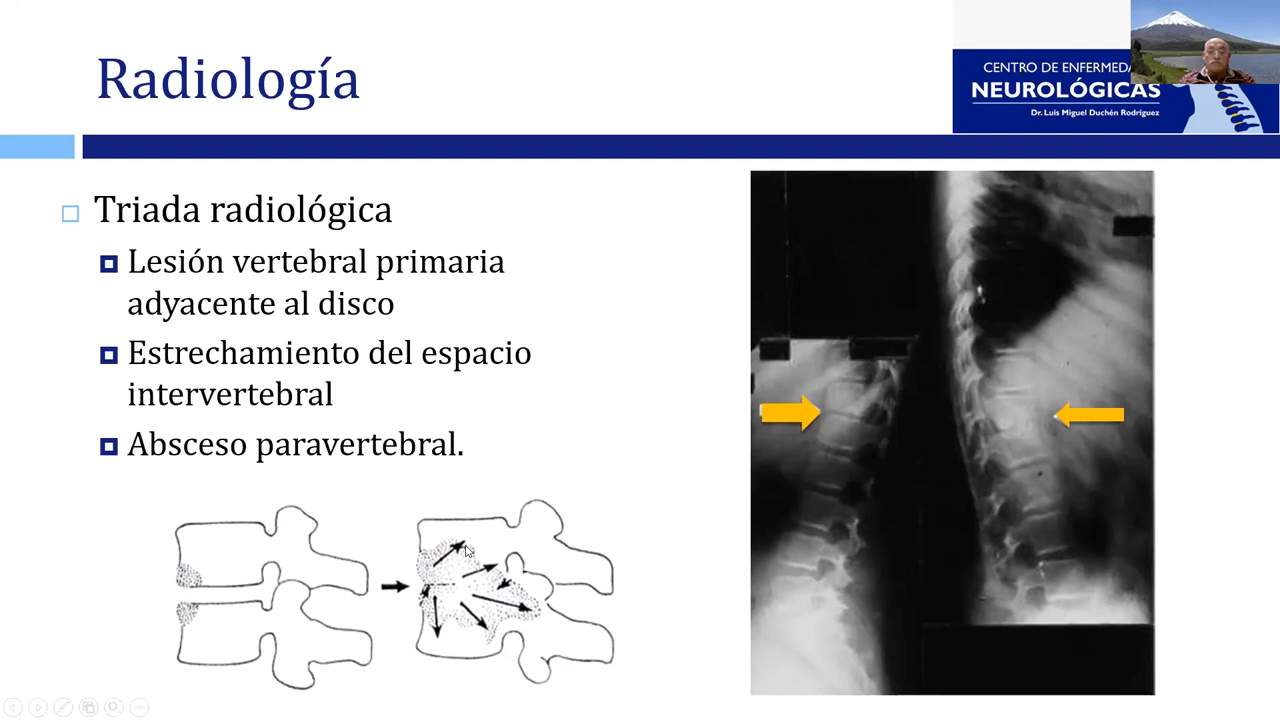 Radiología
CENTRO DE ENFERMEDA
NEUROLÓGICAS
Dr. Luis Miguel Duchén Rodríguez
Triada radiológica
Lesión vertebral primaria
adyacente al disco
Estrechamiento del espacio
intervertebral
Absceso paravertebral.